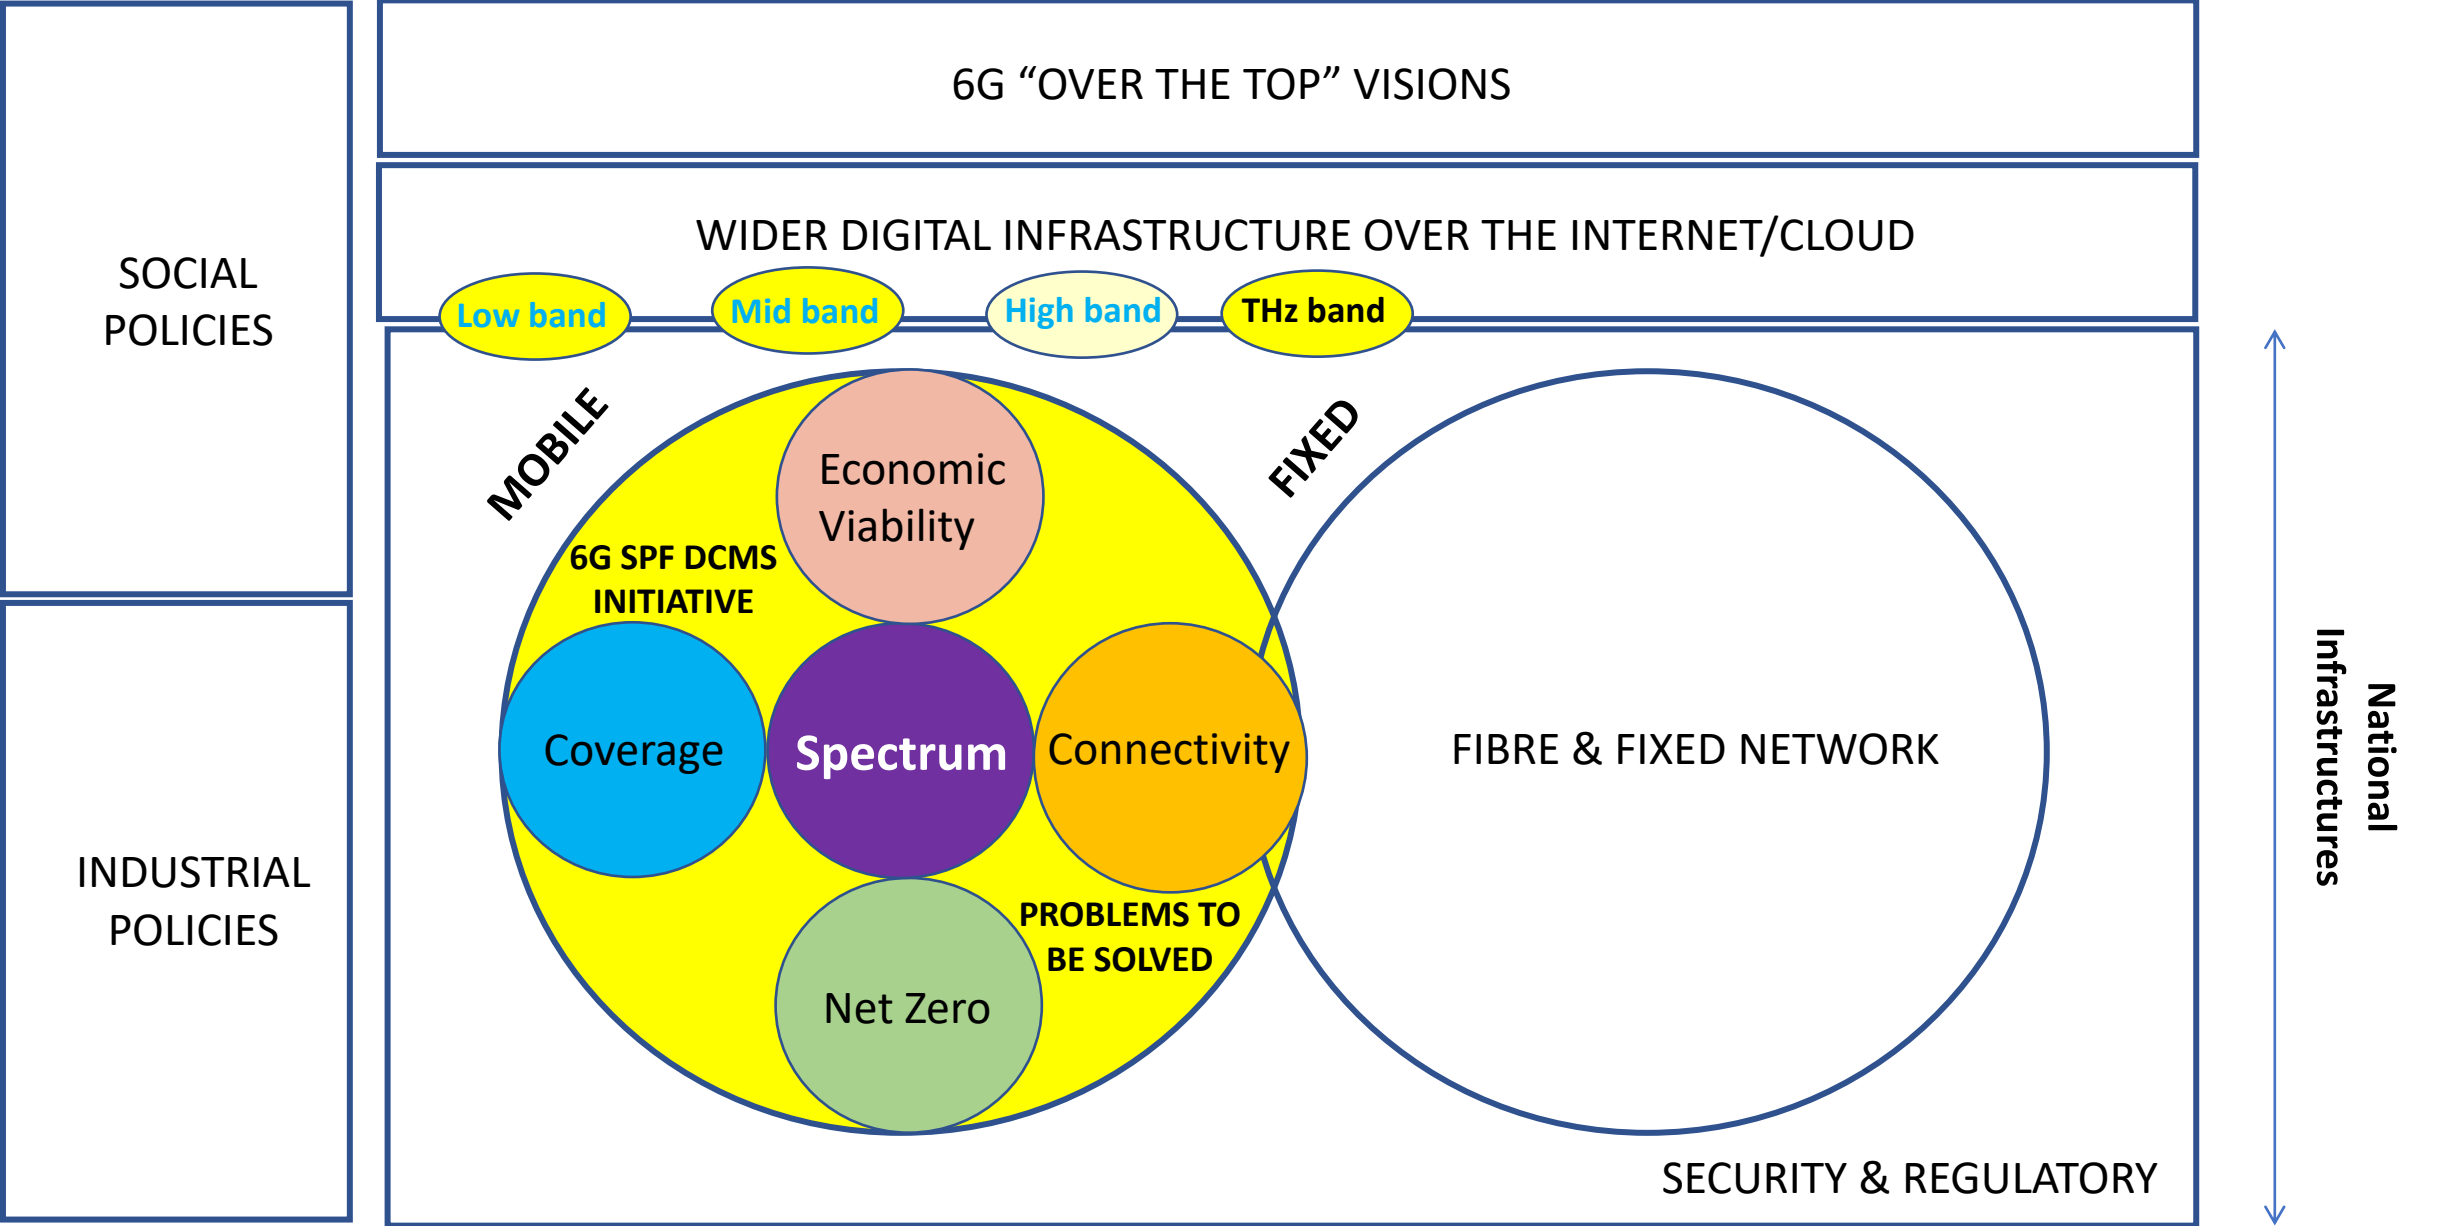 6G “OVER THE TOP” VISIONS
WIDER DIGITAL INFRASTRUCTURE OVER THE INTERNET/CLOUD
SOCIAL
POLICIES
Low band
Mid band
High band
THz band
MOBILE
FIXED
Economic
Viability
6G SPF DCMS
INITIATIVE
Coverage
Spectrum
Connectivity
FIBRE & FIXED NETWORK
National
Infrastructures
INDUSTRIAL
POLICIES
PROBLEMS TO
BE SOLVED
Net Zero
SECURITY & REGULATORY